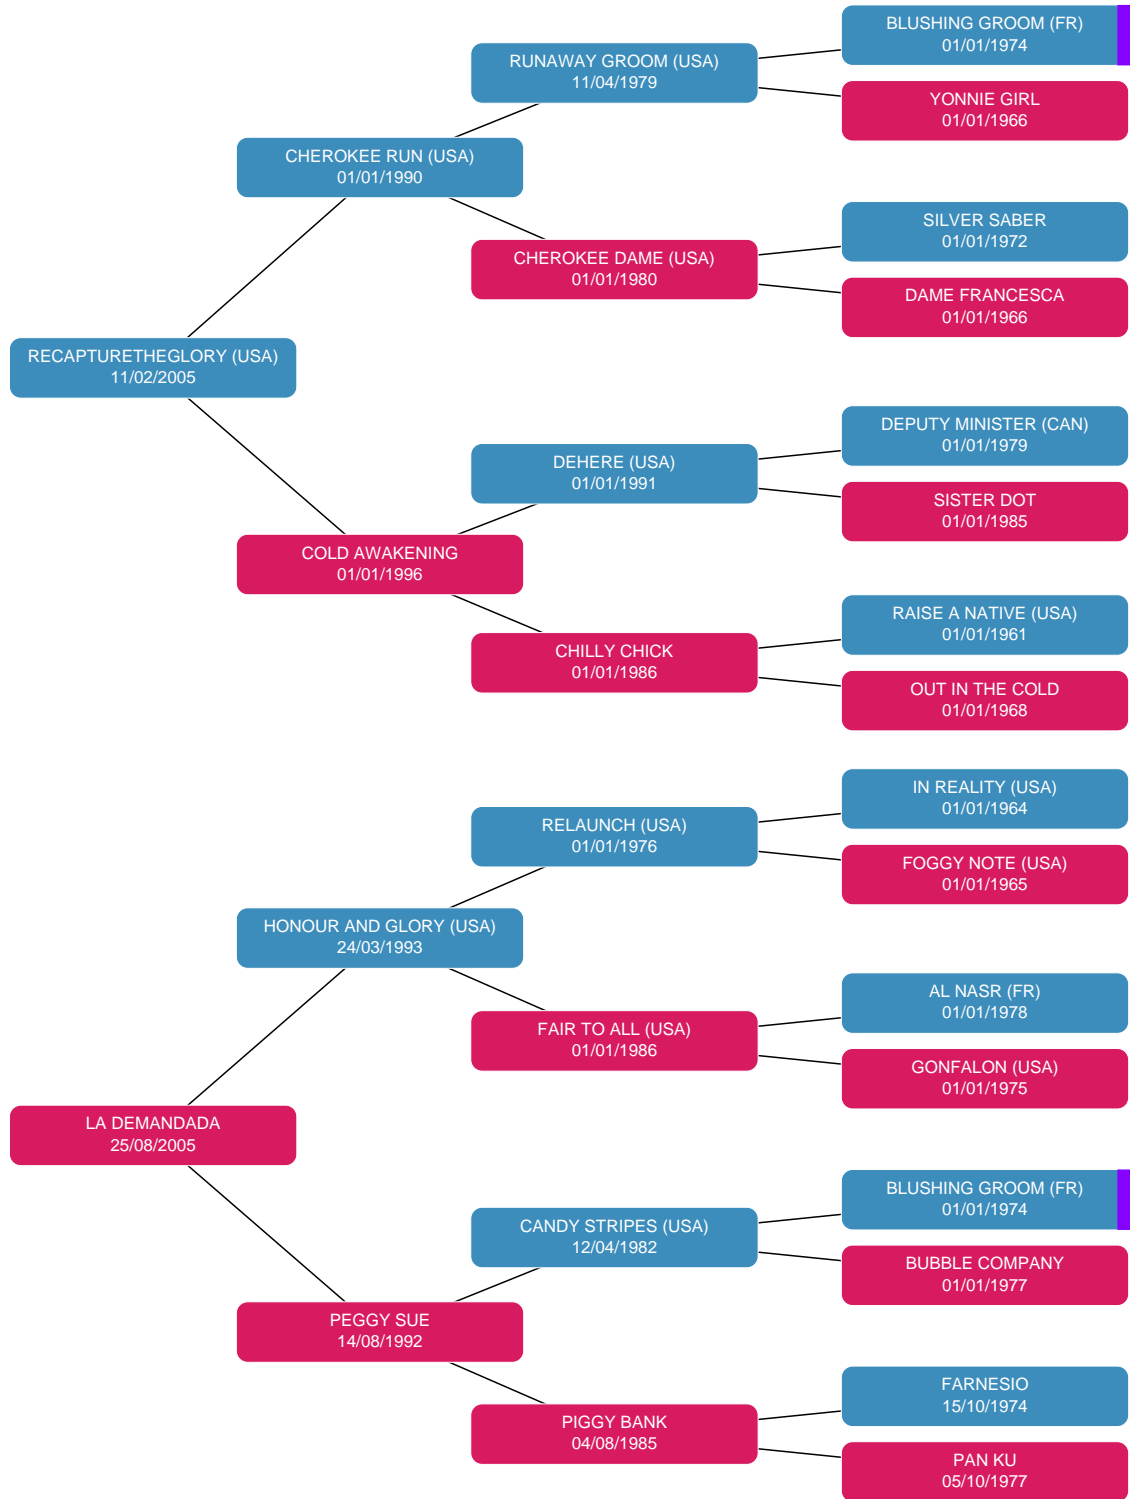 BLUSHING GROOM (FR)
01/01/1974
RUNAWAY GROOM (USA)
11/04/1979
YONNIE GIRL
01/01/1966
CHEROKEE RUN (USA)
01/01/1990
SILVER SABER
01/01/1972
CHEROKEE DAME (USA)
01/01/1980
DAME FRANCESCA
01/01/1966
RECAPTURETHEGLORY (USA)
11/02/2005
DEPUTY MINISTER (CAN)
01/01/1979
DEHERE (USA)
01/01/1991
SISTER DOT
01/01/1985
COLD AWAKENING
01/01/1996
RAISE A NATIVE (USA)
01/01/1961
CHILLY CHICK
01/01/1986
OUT IN THE COLD
01/01/1968
IN REALITY (USA)
01/01/1964
RELAUNCH (USA)
01/01/1976
FOGGY NOTE (USA)
01/01/1965
HONOUR AND GLORY (USA)
24/03/1993
AL NASR (FR)
01/01/1978
FAIR TO ALL (USA)
01/01/1986
GONFALON (USA)
01/01/1975
LA DEMANDADA
25/08/2005
BLUSHING GROOM (FR)
01/01/1974
CANDY STRIPES (USA)
12/04/1982
BUBBLE COMPANY
01/01/1977
PEGGY SUE
14/08/1992
FARNESIO
15/10/1974
PIGGY BANK
04/08/1985
PAN KU
05/10/1977